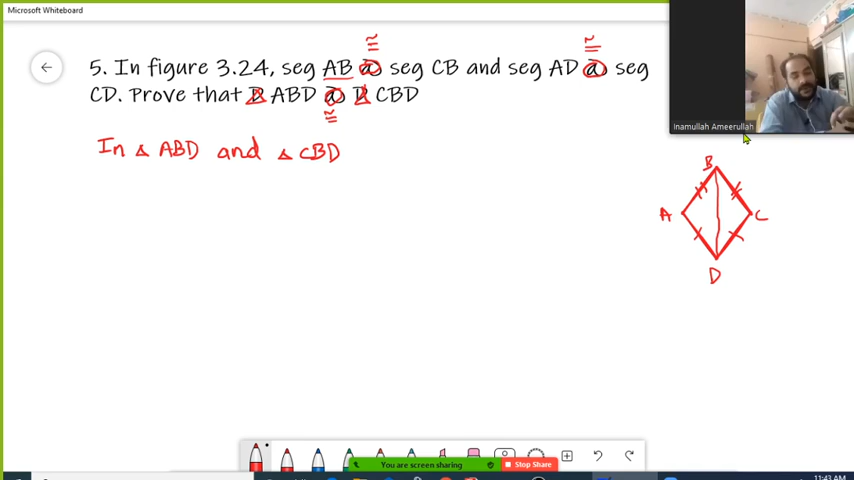 Microsoft Whiteboard
≅ ≅
5. In figure 3.24, seg AB @ seg CB and seg AD @ seg
CD. Prove that D ABD @ D CBD
≅
In △ ABD and △ CBD
Inamullah Ameerullah
B
A
C
D
You are screen sharing
Stop Share
11:43 AM